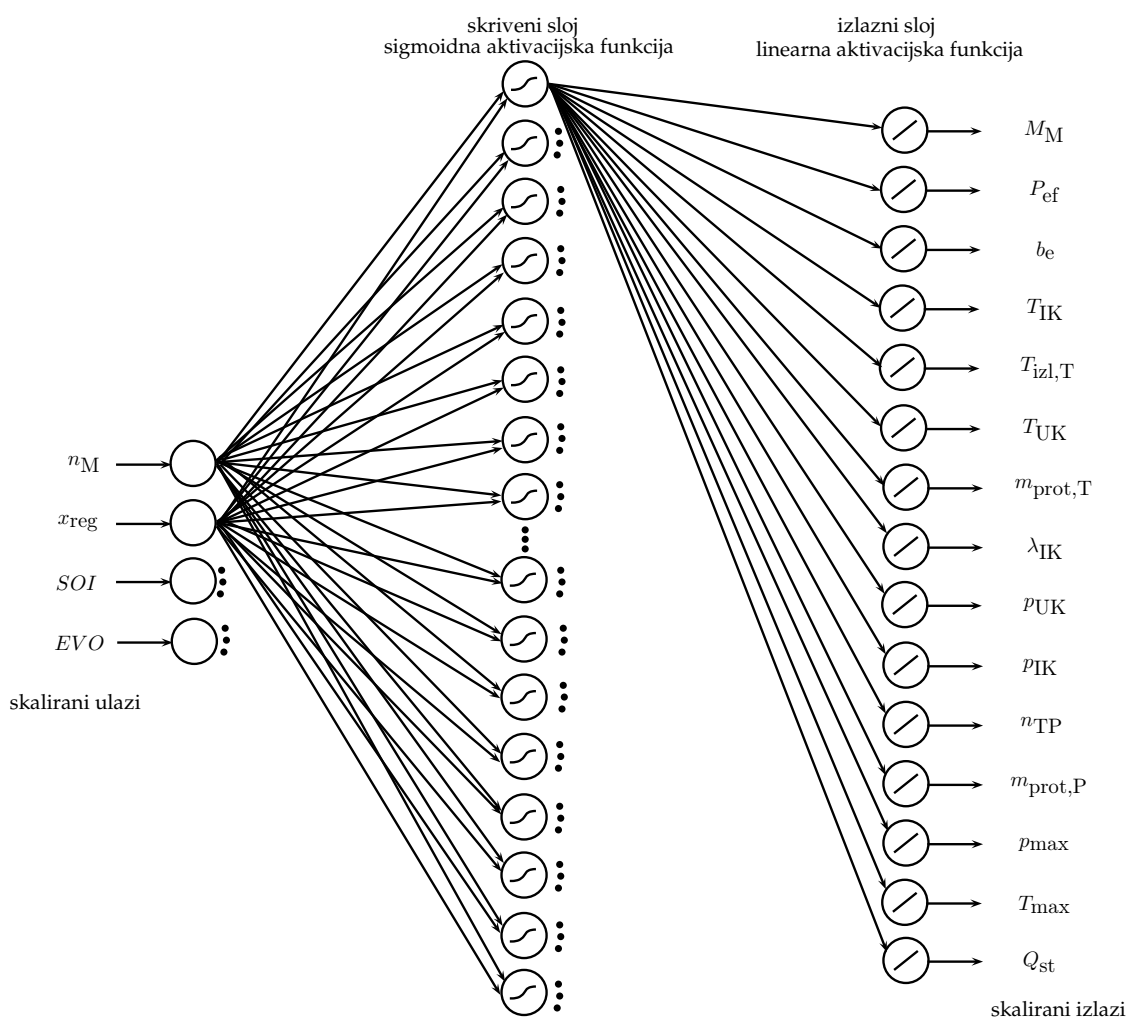 skriveni sloj
sigmoidna aktivacijska funkcija
izlazni sloj
linearna aktivacijska funkcija
n_M
x_reg
SOI
EVO
skalirani ulazi
M_M
P_ef
b_e
T_IK
T_izl,T
T_UK
m_prot,T
λ_IK
p_UK
p_IK
n_TP
m_prot,P
p_max
T_max
Q_st
skalirani izlazi